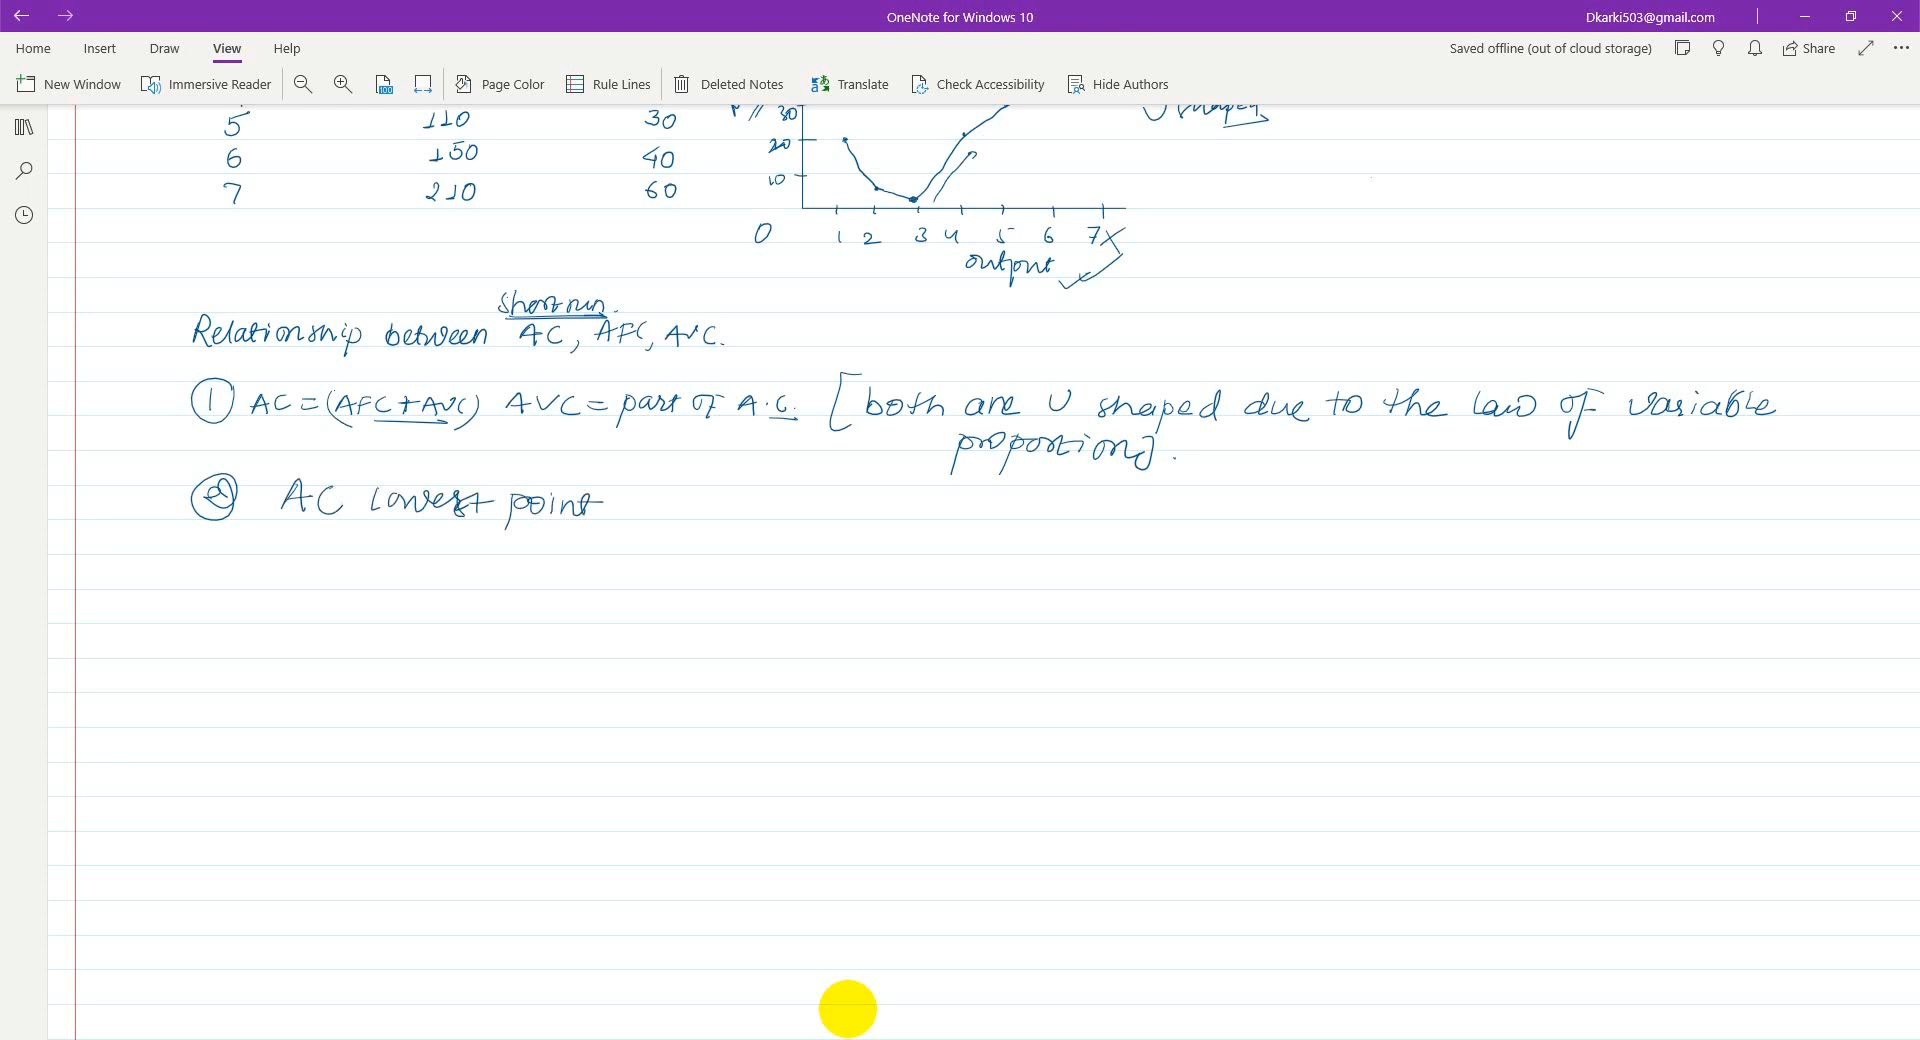 OneNote for Windows 10
Dkarki503@gmail.com
Home Insert Draw View Help
Saved offline (out of cloud storage) Share
New Window Immersive Reader 100 Page Color Rule Lines Deleted Notes Translate Check Accessibility Hide Authors
5 110 30
6 150 40
7 210 60
30
20
10
0 1 2 3 4 5 6 7 X
output
Short run.
Relationship between AC, AFC, AVC.
① AC = (AFC + AVC) AVC = part of A.C. [both are U shaped due to the law of variable
proportion].
② AC lowest point